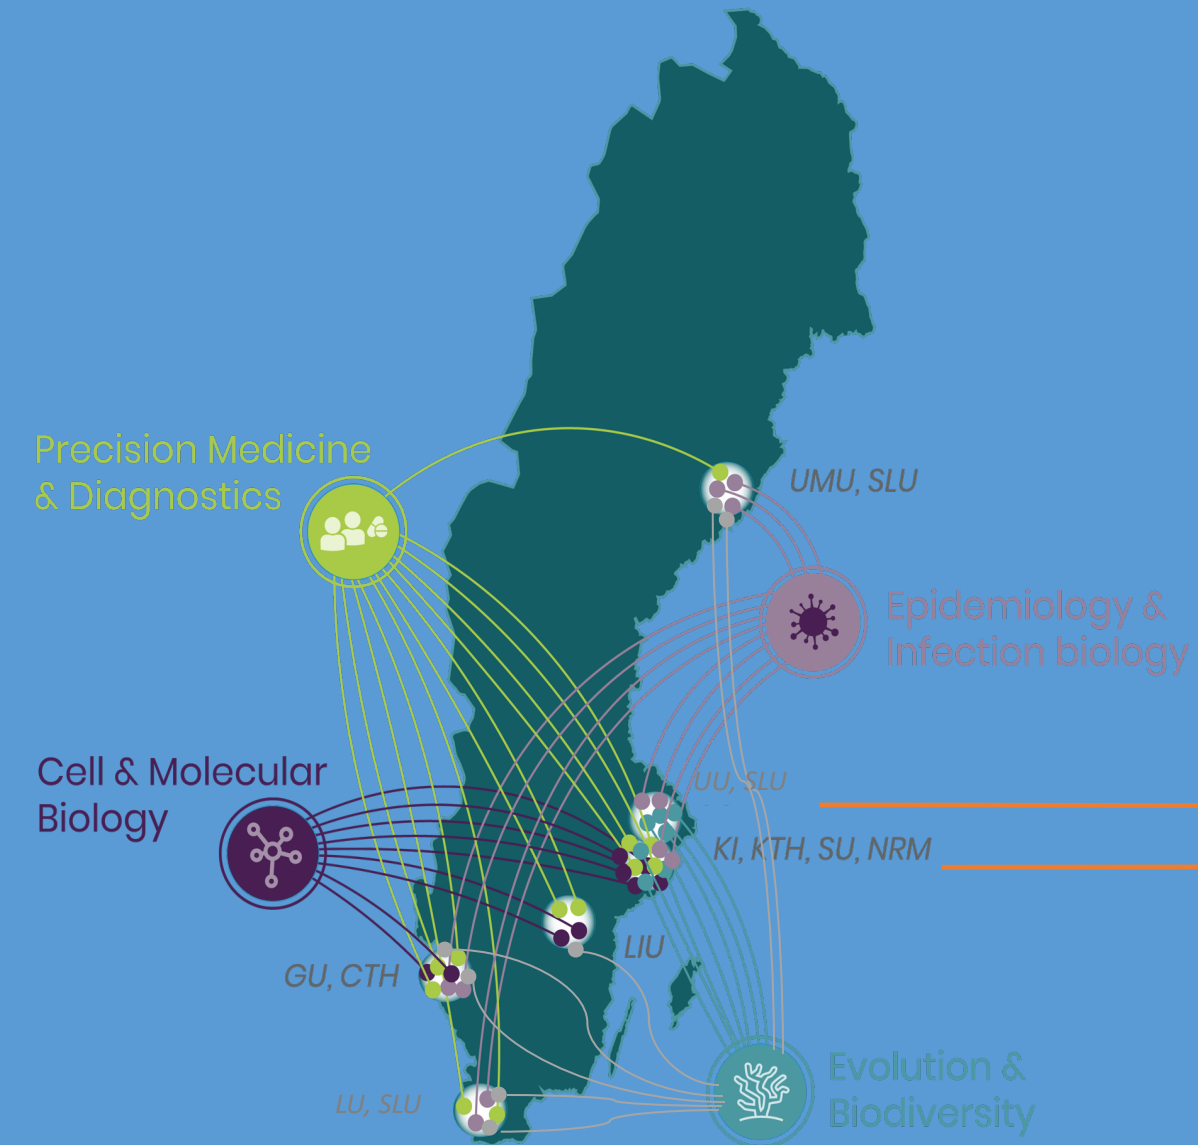 Precision Medicine
& Diagnostics
UMU, SLU
Epidemiology &
Infection biology
Cell & Molecular
Biology
UU, SLU
KI, KTH, SU, NRM
LIU
GU, CTH
LU, SLU
Evolution &
Biodiversity